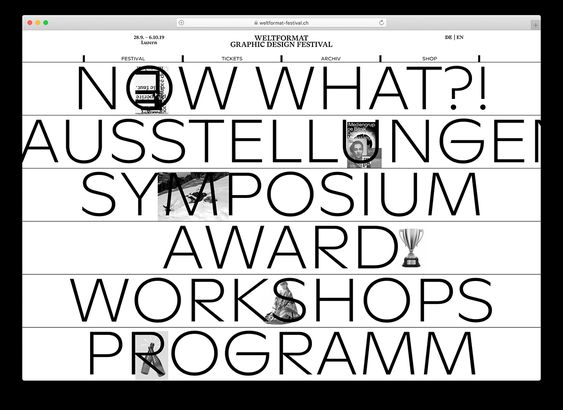 weltformat-festival.ch
28.9. – 6.10.19
Luzern
WELTFORMAT
GRAPHIC DESIGN FESTIVAL
DE | EN
FESTIVAL
TICKETS
ARCHIV
SHOP
NOW WHAT?!
AUSSTELLUNGEN
SYMPOSIUM
AWARD
WORKSHOPS
PROGRAMM